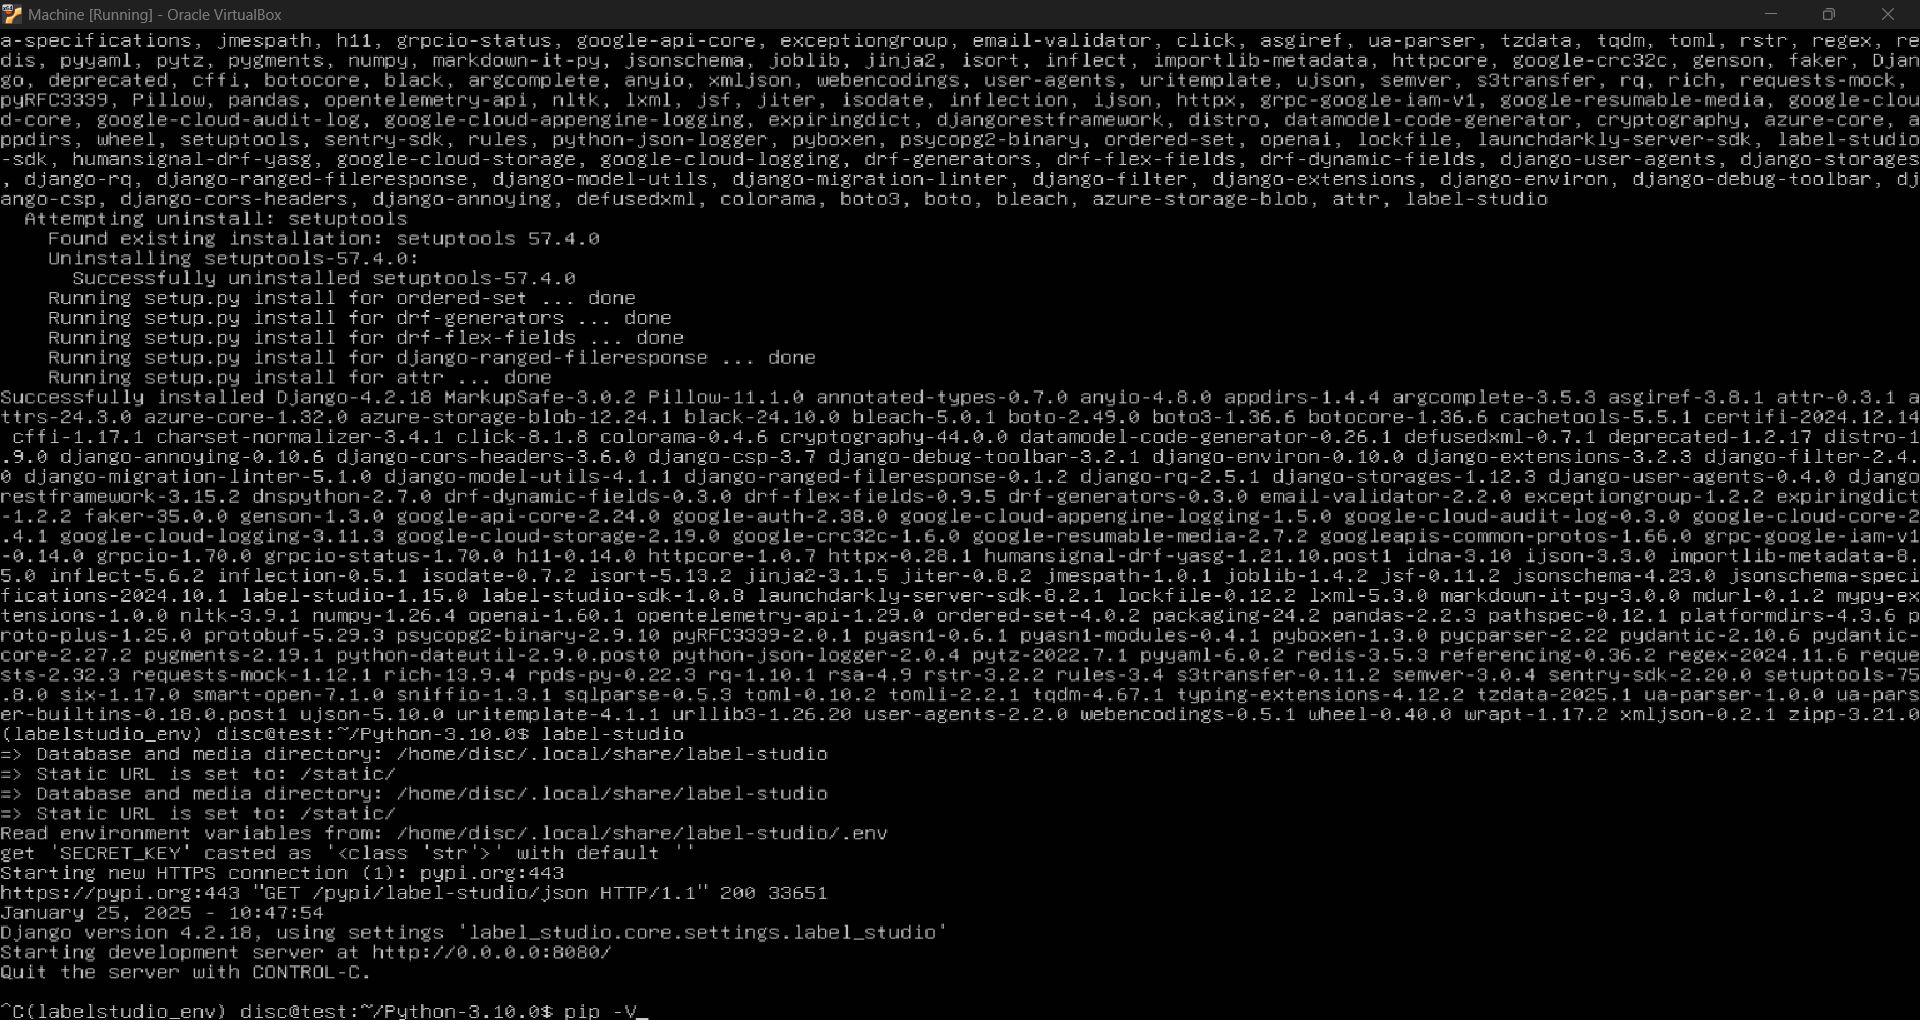 Machine [Running] - Oracle VirtualBox
a-specifications, jmespath, h11, grpcio-status, google-api-core, exceptiongroup, email-validator, click, asgiref, ua-parser, tzdata, tqdm, toml, rstr, regex, re
dis, pyyaml, pytz, pygments, numpy, markdown-it-py, jsonschema, joblib, jinja2, isort, inflect, importlib-metadata, httpcore, google-crc32c, genson, faker, Djan
go, deprecated, cffi, botocore, black, argcomplete, anyio, xmljson, webencodings, user-agents, uritemplate, ujson, semver, s3transfer, rq, rich, requests-mock,
pyRFC3339, Pillow, pandas, opentelemetry-api, nltk, lxml, jsf, jiter, isodate, inflection, ijson, httpx, grpc-google-iam-v1, google-resumable-media, google-clou
d-core, google-cloud-audit-log, google-cloud-appengine-logging, expiringdict, djangorestframework, distro, datamodel-code-generator, cryptography, azure-core, a
ppdirs, wheel, setuptools, sentry-sdk, rules, python-json-logger, pyboxen, psycopg2-binary, ordered-set, openai, lockfile, launchdarkly-server-sdk, label-studio
-sdk, humansignal-drf-yasg, google-cloud-storage, google-cloud-logging, drf-generators, drf-flex-fields, drf-dynamic-fields, django-user-agents, django-storages
, django-rq, django-ranged-fileresponse, django-model-utils, django-migration-linter, django-filter, django-extensions, django-environ, django-debug-toolbar, dj
ango-csp, django-cors-headers, django-annoying, defusedxml, colorama, boto3, boto, bleach, azure-storage-blob, attr, label-studio
  Attempting uninstall: setuptools
    Found existing installation: setuptools 57.4.0
    Uninstalling setuptools-57.4.0:
      Successfully uninstalled setuptools-57.4.0
    Running setup.py install for ordered-set ... done
    Running setup.py install for drf-generators ... done
    Running setup.py install for drf-flex-fields ... done
    Running setup.py install for django-ranged-fileresponse ... done
    Running setup.py install for attr ... done
Successfully installed Django-4.2.18 MarkupSafe-3.0.2 Pillow-11.1.0 annotated-types-0.7.0 anyio-4.8.0 appdirs-1.4.4 argcomplete-3.5.3 asgiref-3.8.1 attr-0.3.1 a
ttrs-24.3.0 azure-core-1.32.0 azure-storage-blob-12.24.1 black-24.10.0 bleach-5.0.1 boto-2.49.0 boto3-1.36.6 botocore-1.36.6 cachetools-5.5.1 certifi-2024.12.14
 cffi-1.17.1 charset-normalizer-3.4.1 click-8.1.8 colorama-0.4.6 cryptography-44.0.0 datamodel-code-generator-0.26.1 defusedxml-0.7.1 deprecated-1.2.17 distro-1
.9.0 django-annoying-0.10.6 django-cors-headers-3.6.0 django-csp-3.7 django-debug-toolbar-3.2.1 django-environ-0.10.0 django-extensions-3.2.3 django-filter-2.4.
0 django-migration-linter-5.1.0 django-model-utils-4.1.1 django-ranged-fileresponse-0.1.2 django-rq-2.5.1 django-storages-1.12.3 django-user-agents-0.4.0 django
restframework-3.15.2 dnspython-2.7.0 drf-dynamic-fields-0.3.0 drf-flex-fields-0.9.5 drf-generators-0.3.0 email-validator-2.2.0 exceptiongroup-1.2.2 expiringdict
-1.2.2 faker-35.0.0 genson-1.3.0 google-api-core-2.24.0 google-auth-2.38.0 google-cloud-appengine-logging-1.5.0 google-cloud-audit-log-0.3.0 google-cloud-core-2
.4.1 google-cloud-logging-3.11.3 google-cloud-storage-2.19.0 google-crc32c-1.6.0 google-resumable-media-2.7.2 googleapis-common-protos-1.66.0 grpc-google-iam-v1
-0.14.0 grpcio-1.70.0 grpcio-status-1.70.0 h11-0.14.0 httpcore-1.0.7 httpx-0.28.1 humansignal-drf-yasg-1.21.10.post1 idna-3.10 ijson-3.3.0 importlib-metadata-8.
5.0 inflect-5.6.2 inflection-0.5.1 isodate-0.7.2 isort-5.13.2 jinja2-3.1.5 jiter-0.8.2 jmespath-1.0.1 joblib-1.4.2 jsf-0.11.2 jsonschema-4.23.0 jsonschema-speci
fications-2024.10.1 label-studio-1.15.0 label-studio-sdk-1.0.8 launchdarkly-server-sdk-8.2.1 lockfile-0.12.2 lxml-5.3.0 markdown-it-py-3.0.0 mdurl-0.1.2 mypy-ex
tensions-1.0.0 nltk-3.9.1 numpy-1.26.4 openai-1.60.1 opentelemetry-api-1.29.0 ordered-set-4.0.2 packaging-24.2 pandas-2.2.3 pathspec-0.12.1 platformdirs-4.3.6 p
roto-plus-1.25.0 protobuf-5.29.3 psycopg2-binary-2.9.10 pyRFC3339-2.0.1 pyasn1-0.6.1 pyasn1-modules-0.4.1 pyboxen-1.3.0 pycparser-2.22 pydantic-2.10.6 pydantic-
core-2.27.2 pygments-2.19.1 python-dateutil-2.9.0.post0 python-json-logger-2.0.4 pytz-2022.7.1 pyyaml-6.0.2 redis-3.5.3 referencing-0.36.2 regex-2024.11.6 reque
sts-2.32.3 requests-mock-1.12.1 rich-13.9.4 rpds-py-0.22.3 rq-1.10.1 rsa-4.9 rstr-3.2.2 rules-3.4 s3transfer-0.11.2 semver-3.0.4 sentry-sdk-2.20.0 setuptools-75
.8.0 six-1.17.0 smart-open-7.1.0 sniffio-1.3.1 sqlparse-0.5.3 toml-0.10.2 tomli-2.2.1 tqdm-4.67.1 typing-extensions-4.12.2 tzdata-2025.1 ua-parser-1.0.0 ua-pars
er-builtins-0.18.0.post1 ujson-5.10.0 uritemplate-4.1.1 urllib3-1.26.20 user-agents-2.2.0 webencodings-0.5.1 wheel-0.40.0 wrapt-1.17.2 xmljson-0.2.1 zipp-3.21.0
(labelstudio_env) disc@test:~/Python-3.10.0$ label-studio
=> Database and media directory: /home/disc/.local/share/label-studio
=> Static URL is set to: /static/
=> Database and media directory: /home/disc/.local/share/label-studio
=> Static URL is set to: /static/
Read environment variables from: /home/disc/.local/share/label-studio/.env
get 'SECRET_KEY' casted as '<class 'str'>' with default ''
Starting new HTTPS connection (1): pypi.org:443
https://pypi.org:443 "GET /pypi/label-studio/json HTTP/1.1" 200 33651
January 25, 2025 - 10:47:54
Django version 4.2.18, using settings 'label_studio.core.settings.label_studio'
Starting development server at http://0.0.0.0:8080/
Quit the server with CONTROL-C.
^C(labelstudio_env) disc@test:~/Python-3.10.0$ pip -V_